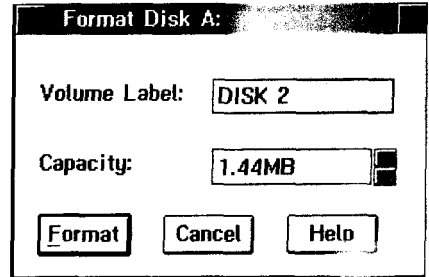 Format Disk A:
Volume Label: DISK 2
Capacity: 1.44MB
Format Cancel Help